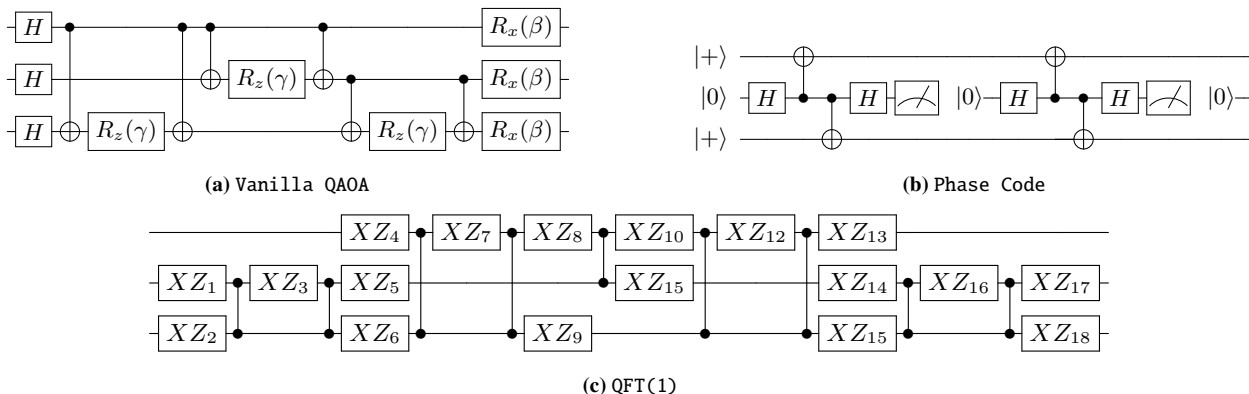 H R_x(β)
H R_z(γ) R_x(β)
H R_z(γ) R_z(γ) R_x(β)
(a) Vanilla QAOA
|+⟩
|0⟩ H H |0⟩ H H |0⟩
|+⟩
(b) Phase Code
XZ_4 XZ_7 XZ_8 XZ_10 XZ_12 XZ_13
XZ_1 XZ_3 XZ_5 XZ_15 XZ_14 XZ_16 XZ_17
XZ_2 XZ_6 XZ_9 XZ_15 XZ_18
(c) QFT(1)